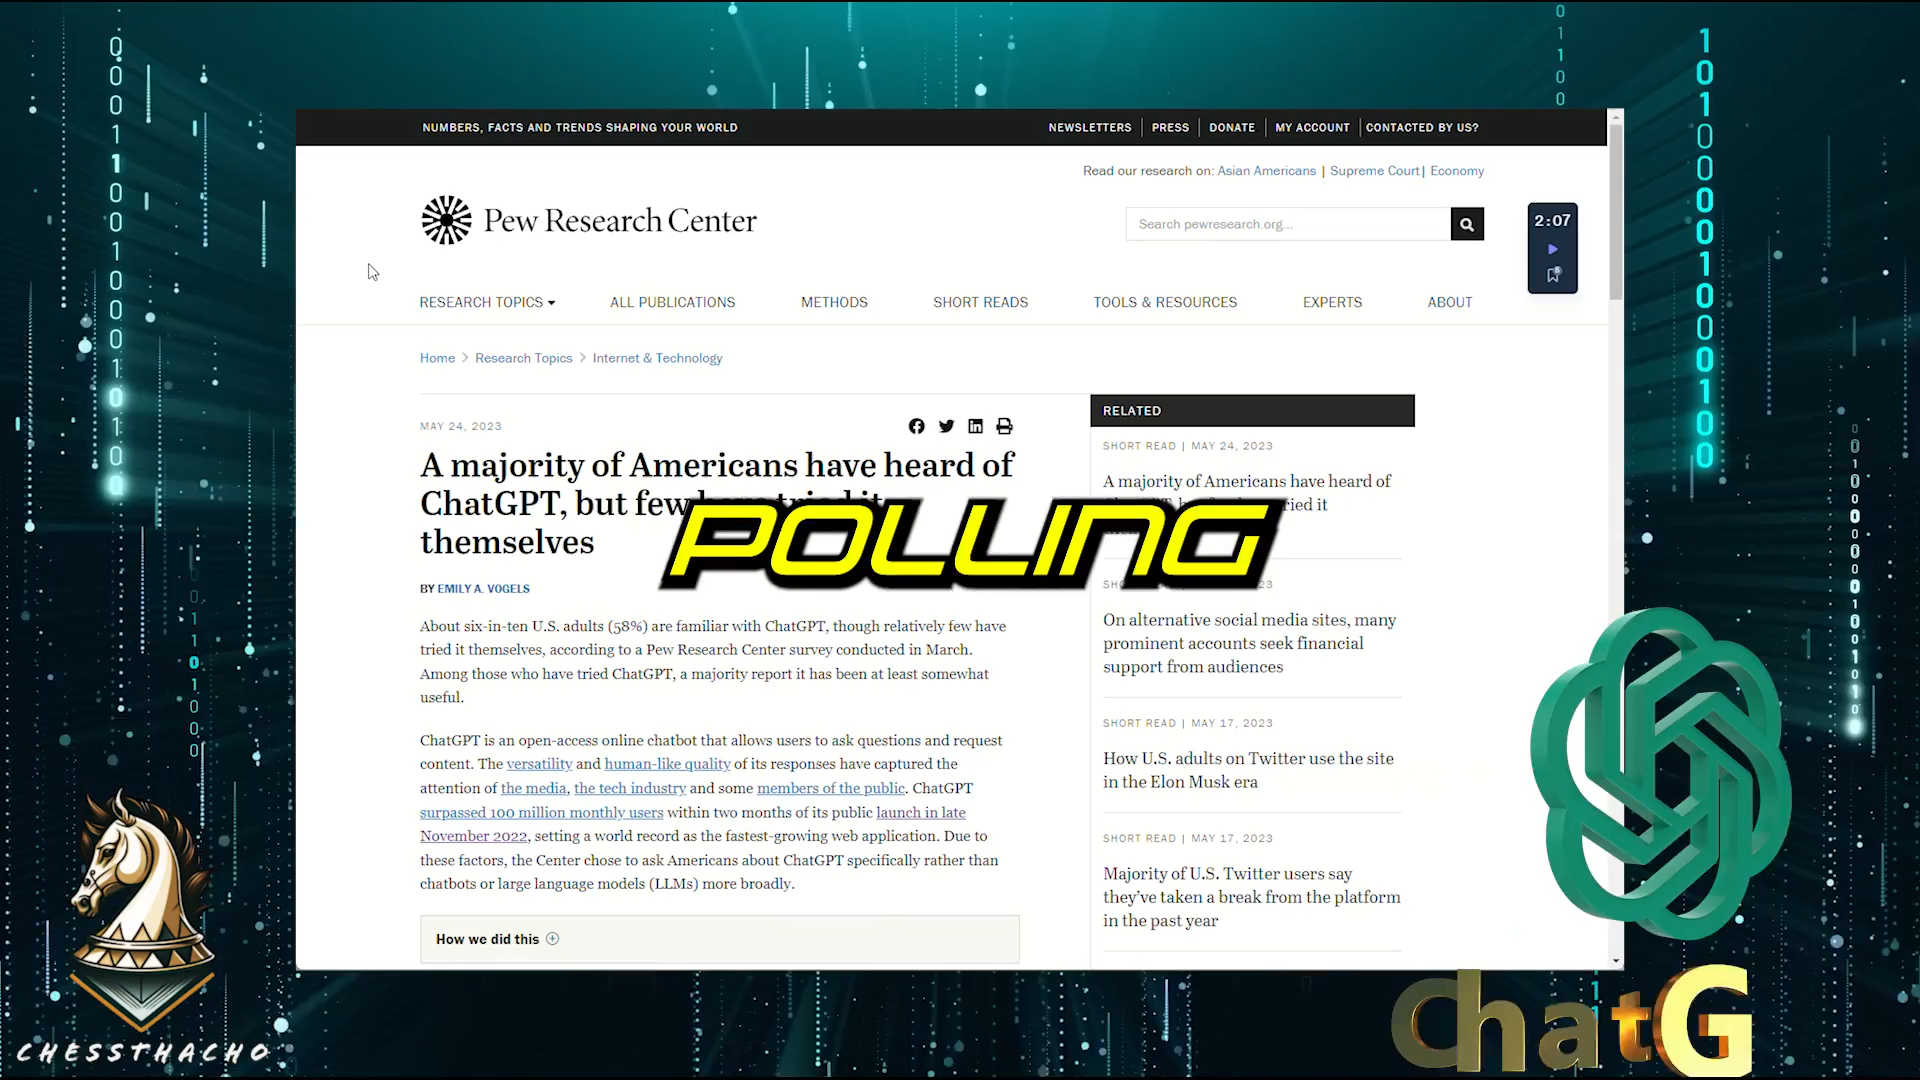 NUMBERS, FACTS AND TRENDS SHAPING YOUR WORLD
NEWSLETTERS PRESS DONATE MY ACCOUNT CONTACTED BY US?
Read our research on: Asian Americans | Supreme Court | Economy
Pew Research Center
Search pewresearch.org...
2:07
RESEARCH TOPICS ALL PUBLICATIONS METHODS SHORT READS TOOLS & RESOURCES EXPERTS ABOUT
Home > Research Topics > Internet & Technology
MAY 24, 2023
A majority of Americans have heard of
ChatGPT, but few have tried it
themselves
POLLING
BY EMILY A. VOGELS
About six-in-ten U.S. adults (58%) are familiar with ChatGPT, though relatively few have
tried it themselves, according to a Pew Research Center survey conducted in March.
Among those who have tried ChatGPT, a majority report it has been at least somewhat
useful.
ChatGPT is an open-access online chatbot that allows users to ask questions and request
content. The versatility and human-like quality of its responses have captured the
attention of the media, the tech industry and some members of the public. ChatGPT
surpassed 100 million monthly users within two months of its public launch in late
November 2022, setting a world record as the fastest-growing web application. Due to
these factors, the Center chose to ask Americans about ChatGPT specifically rather than
chatbots or large language models (LLMs) more broadly.
How we did this
RELATED
SHORT READ | MAY 24, 2023
A majority of Americans have heard of
tried it
On alternative social media sites, many
prominent accounts seek financial
support from audiences
SHORT READ | MAY 17, 2023
How U.S. adults on Twitter use the site
in the Elon Musk era
SHORT READ | MAY 17, 2023
Majority of U.S. Twitter users say
they've taken a break from the platform
in the past year
CHESSTHACHO
ChatG